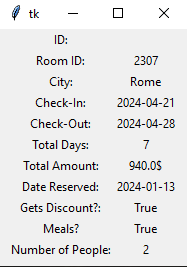 tk
ID:
Room ID: 2307
City: Rome
Check-In: 2024-04-21
Check-Out: 2024-04-28
Total Days: 7
Total Amount: 940.0$
Date Reserved: 2024-01-13
Gets Discount?: True
Meals? True
Number of People: 2